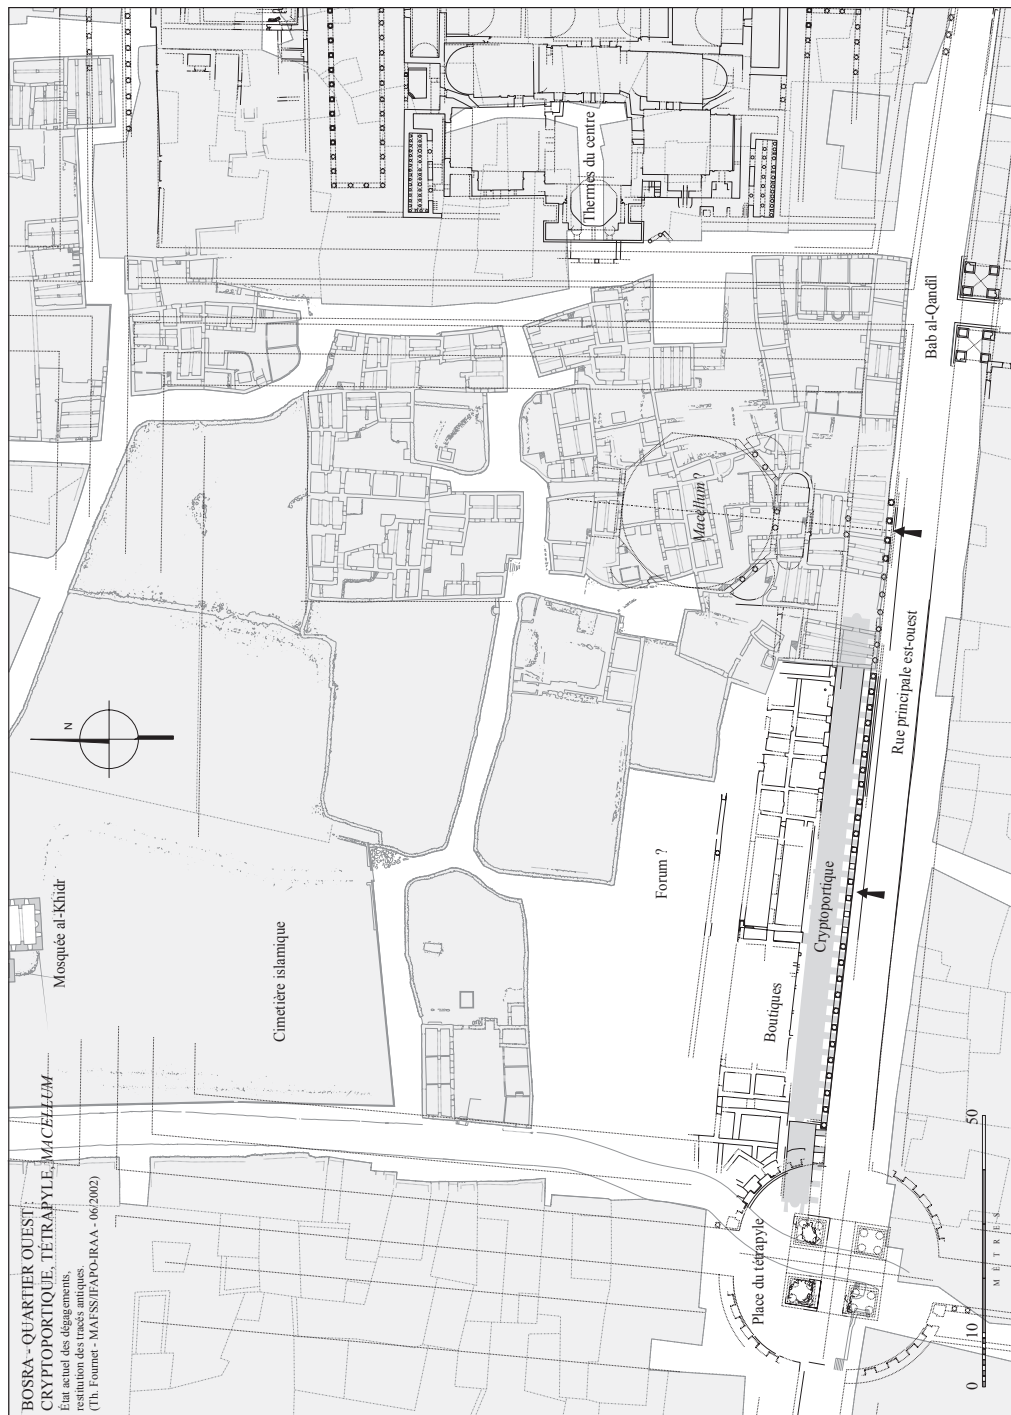 BOSRA - QUARTIER OUEST :
CRYPTOPORTIQUE, TÉTRAPYLE, MACELLUM
État actuel des dégagements,
restitution des tracés antiques.
(Th. Fournet - MAFSS/IFAPO-IRAA - 06/2002)
Mosquée al-Khidr
Cimetière islamique
N
Thermes du centre
Macellum ?
Forum ?
Bab al-Qandîl
Rue principale est-ouest
Cryptoportique
Boutiques
Place du tétrapyle
0 10 50
MÈTRES